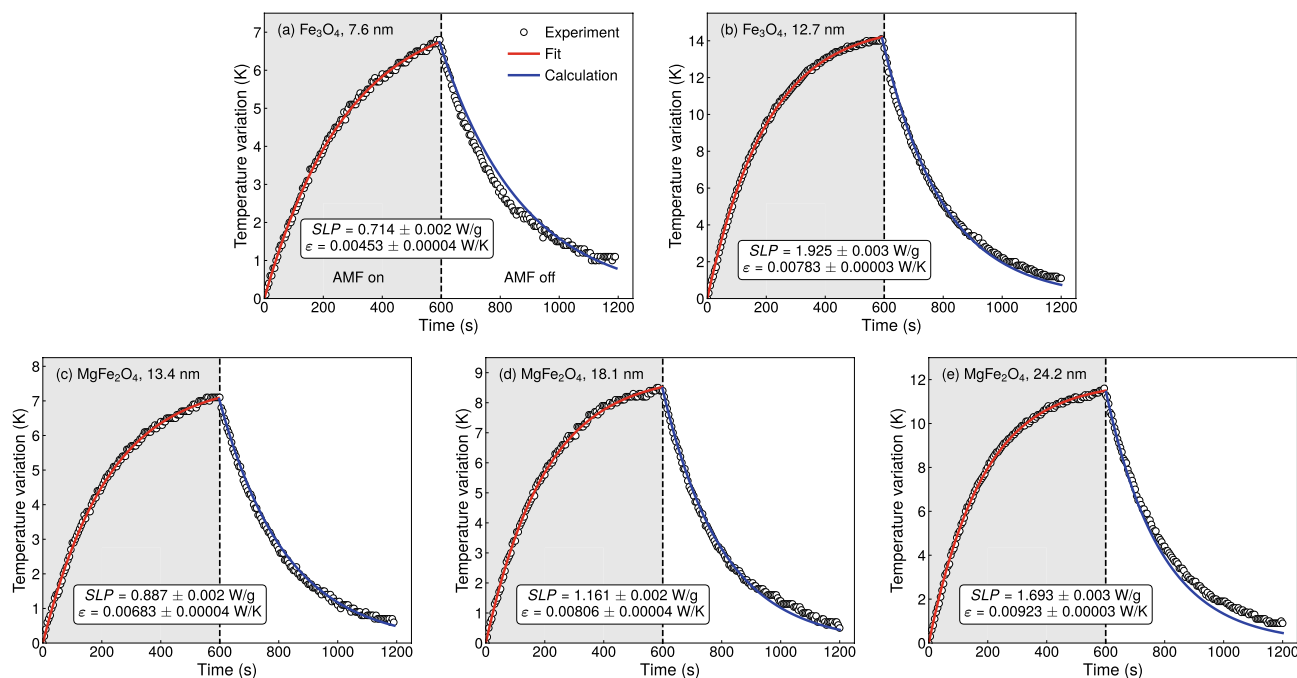 (a) Fe₃O₄, 7.6 nm
Experiment
Fit
Calculation
SLP = 0.714 ± 0.002 W/g
ε = 0.00453 ± 0.00004 W/K
AMF on
AMF off
Temperature variation (K)
7
6
5
4
3
2
1
0
0 200 400 600 800 1000 1200
Time (s)
(b) Fe₃O₄, 12.7 nm
SLP = 1.925 ± 0.003 W/g
ε = 0.00783 ± 0.00003 W/K
Temperature variation (K)
14
12
10
8
6
4
2
0
0 200 400 600 800 1000 1200
Time (s)
(c) MgFe₂O₄, 13.4 nm
SLP = 0.887 ± 0.002 W/g
ε = 0.00683 ± 0.00004 W/K
Temperature variation (K)
8
7
6
5
4
3
2
1
0
0 200 400 600 800 1000 1200
Time (s)
(d) MgFe₂O₄, 18.1 nm
SLP = 1.161 ± 0.002 W/g
ε = 0.00806 ± 0.00004 W/K
Temperature variation (K)
9
8
7
6
5
4
3
2
1
0
0 200 400 600 800 1000 1200
Time (s)
(e) MgFe₂O₄, 24.2 nm
SLP = 1.693 ± 0.003 W/g
ε = 0.00923 ± 0.00003 W/K
Temperature variation (K)
12
10
8
6
4
2
0
0 200 400 600 800 1000 1200
Time (s)